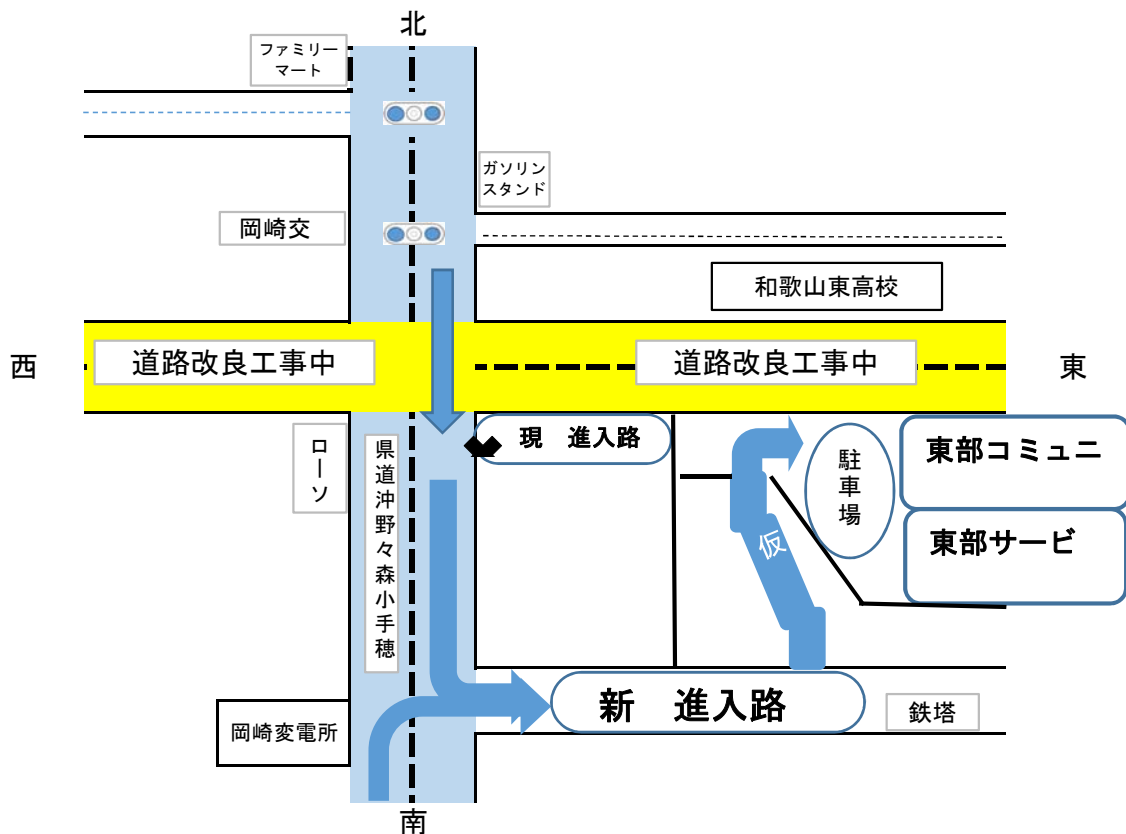 北
ファミリー
マート
ガソリン
スタンド
岡崎交
和歌山東高校
西
道路改良工事中
道路改良工事中
東
ローソ
県道沖野々森小手穂
現 進入路
駐車場
東部コミュニ
東部サービ
仮
新 進入路
鉄塔
岡崎変電所
南